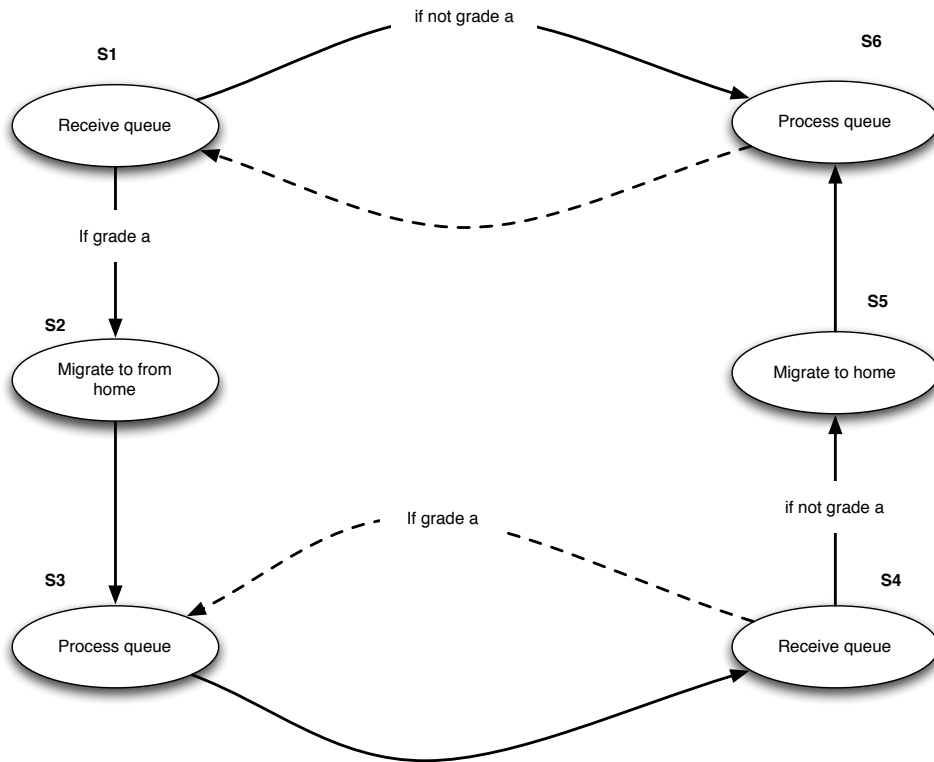 if not grade a
S1
S6
Receive queue
Process queue
If grade a
S2
S5
Migrate to from
home
Migrate to home
if not grade a
If grade a
S3
S4
Process queue
Receive queue